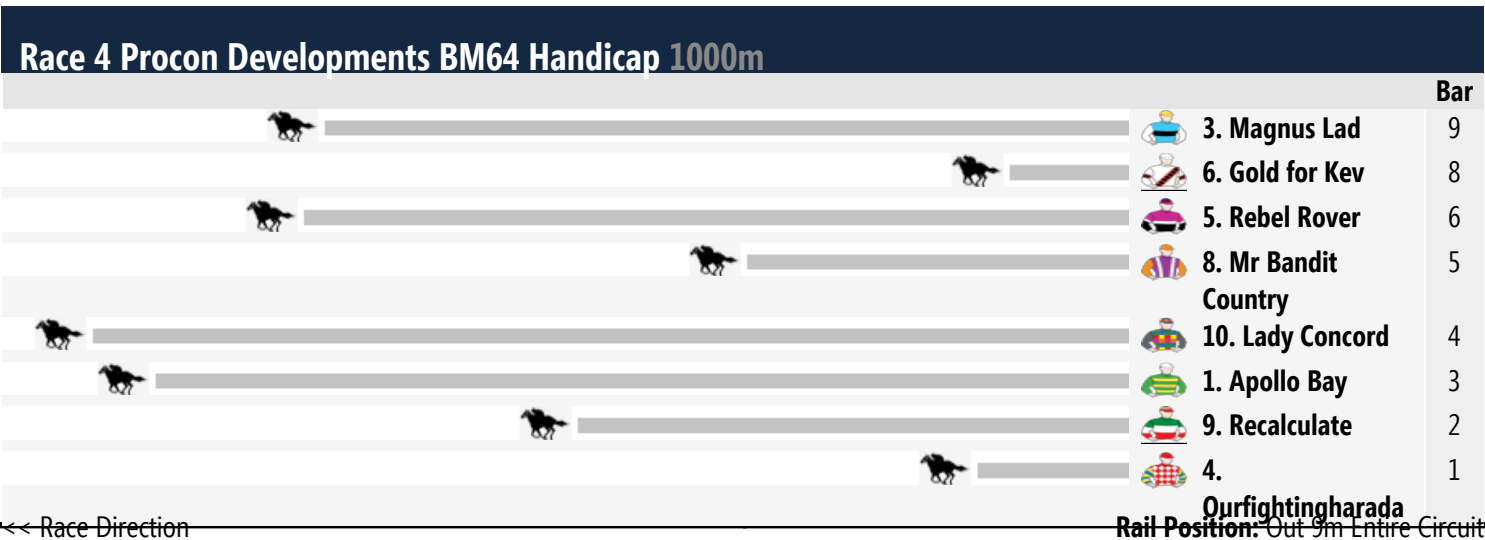 Race 4 Procon Developments BM64 Handicap 1000m
Bar
3. Magnus Lad 9
6. Gold for Kev 8
5. Rebel Rover 6
8. Mr Bandit 5
Country
10. Lady Concord 4
1. Apollo Bay 3
9. Recalculate 2
4. 1
Ourfightingharada
<< Race Direction Rail Position: Out 9m Entire Circuit